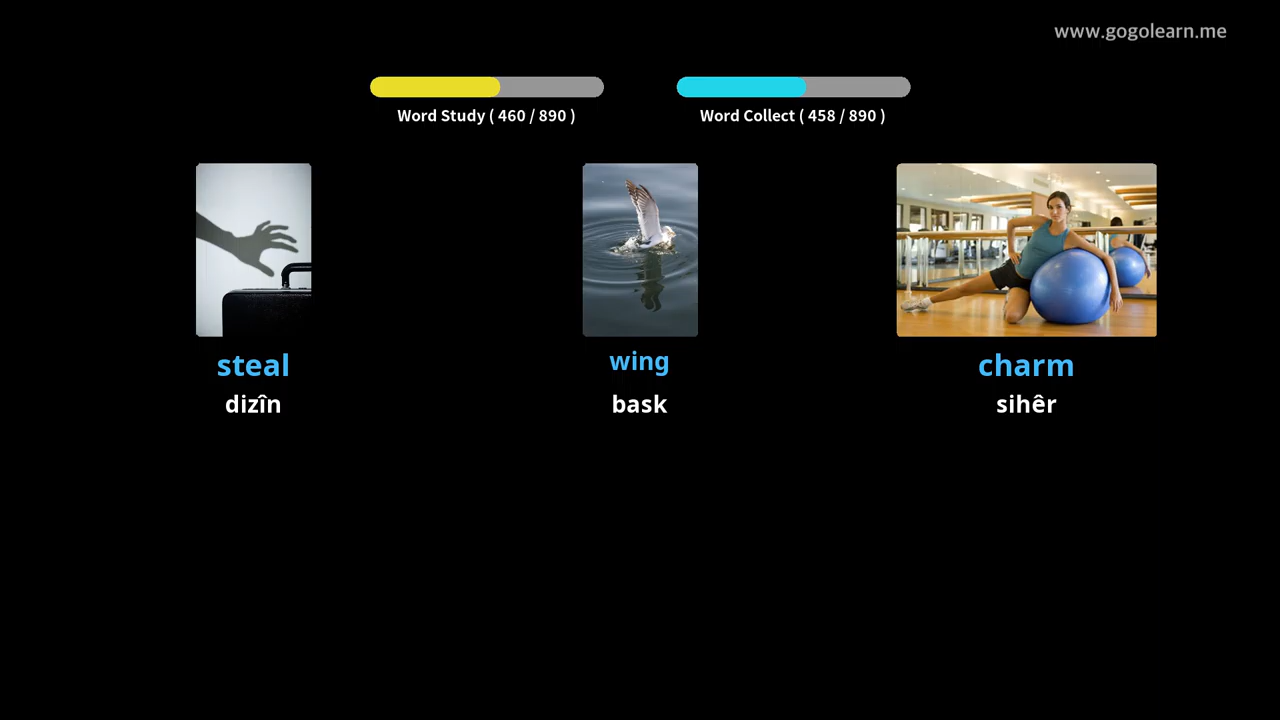 www.gogolearn.me
Word Study ( 460 / 890 )
Word Collect ( 458 / 890 )
steal
wing
charm
dizîn
bask
sihêr